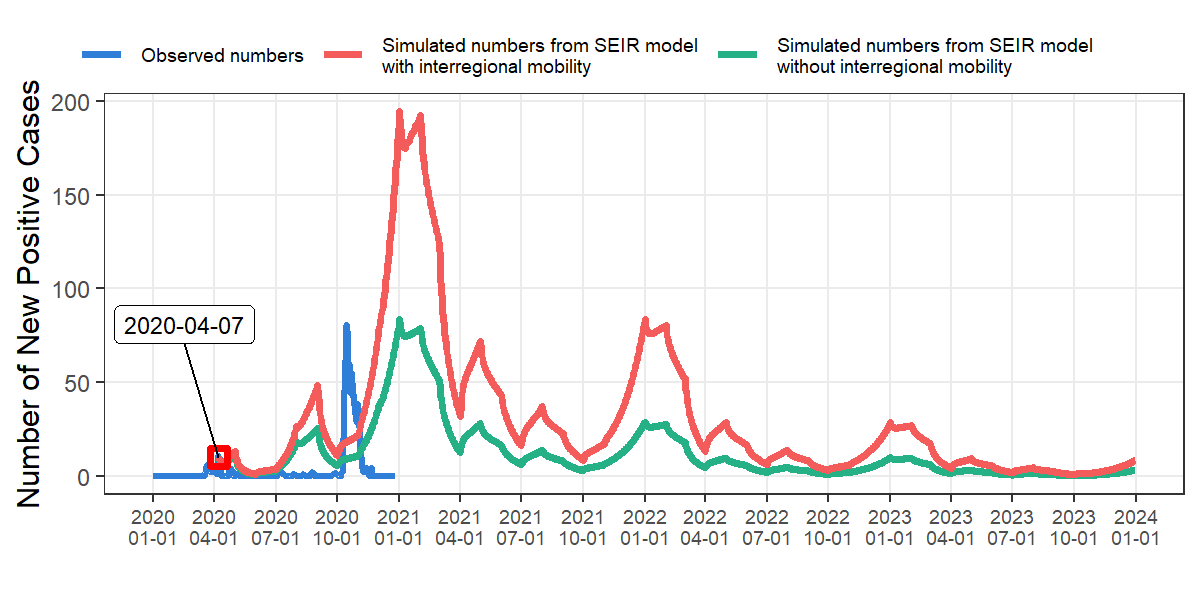 Observed numbers
Simulated numbers from SEIR model
with interregional mobility
Simulated numbers from SEIR model
without interregional mobility
Number of New Positive Cases
200
150
100
50
0
2020-04-07
2020 2020 2020 2020 2021 2021 2021 2021 2022 2022 2022 2022 2023 2023 2023 2023 2024
01-01 04-01 07-01 10-01 01-01 04-01 07-01 10-01 01-01 04-01 07-01 10-01 01-01 04-01 07-01 10-01 01-01